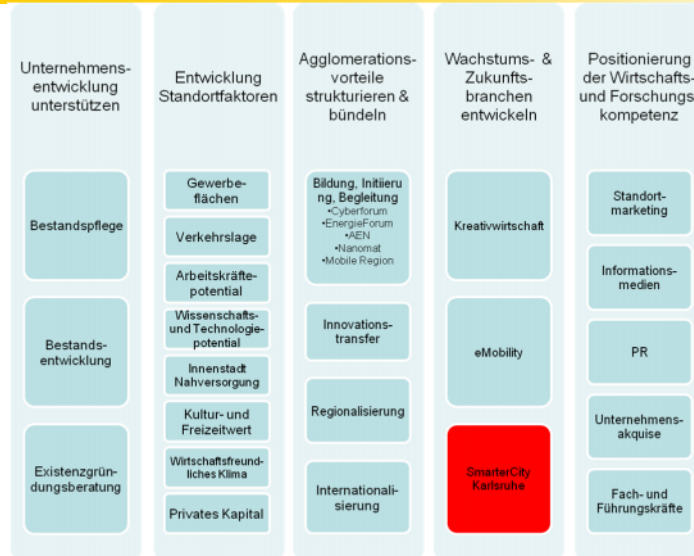 Unternehmens-
entwicklung
unterstützen
Bestandspflege
Bestands-
entwicklung
Existenzgrün-
dungsberatung
Entwicklung
Standortfaktoren
Gewerbe-
flächen
Verkehrslage
Arbeitskräfte-
potential
Wissenschafts-
und Technologie-
potential
Innenstadt
Nahversorgung
Kultur- und
Freizeitwert
Wirtschaftsfreund-
liches Klima
Privates Kapital
Agglomerations-
vorteile
strukturieren &
bündeln
Bildung, Initiieru
ng, Begleitung
•Cyberforum
•EnergieForum
•AEN
•Nanomat
•Mobile Region
Innovations-
transfer
Regionalisierung
Internationali-
sierung
Wachstums- &
Zukunfts-
branchen
entwickeln
Kreativwirtschaft
eMobility
SmarterCity
Karlsruhe
Positionierung
der Wirtschafts-
und Forschungs-
kompetenz
Standort-
marketing
Informations-
medien
PR
Unternehmens-
akquise
Fach- und
Führungskräfte